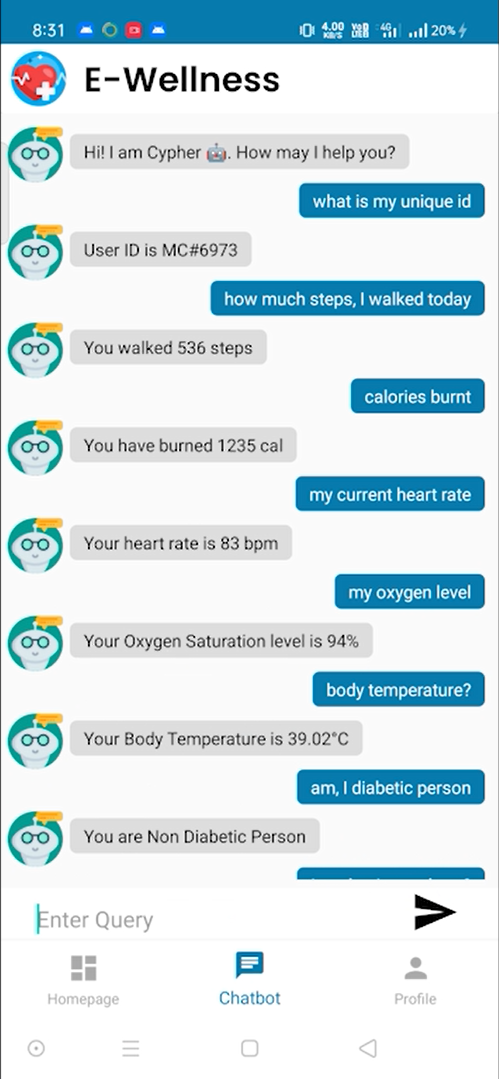 8:31 4.00 KB/S Vo LTE 4G 20%
E-Wellness
Hi! I am Cypher 🤖. How may I help you?
what is my unique id
User ID is MC#6973
how much steps, I walked today
You walked 536 steps
calories burnt
You have burned 1235 cal
my current heart rate
Your heart rate is 83 bpm
my oxygen level
Your Oxygen Saturation level is 94%
body temperature?
Your Body Temperature is 39.02°C
am, I diabetic person
You are Non Diabetic Person
Enter Query
Homepage Chatbot Profile